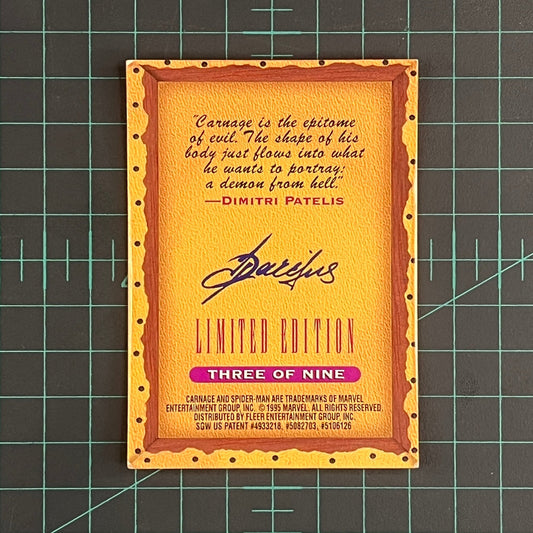 "Carnage is the epitome
of evil. The shape of his
body just flows into what
he wants to portray:
a demon from hell."
—DIMITRI PATELIS
LIMITED EDITION
THREE OF NINE
CARNAGE AND SPIDER-MAN ARE TRADEMARKS OF MARVEL
ENTERTAINMENT GROUP, INC. © 1995 MARVEL. ALL RIGHTS RESERVED.
DISTRIBUTED BY FLEER ENTERTAINMENT GROUP, INC.
SGW US PATENT #4933218, #5082703, #5106126